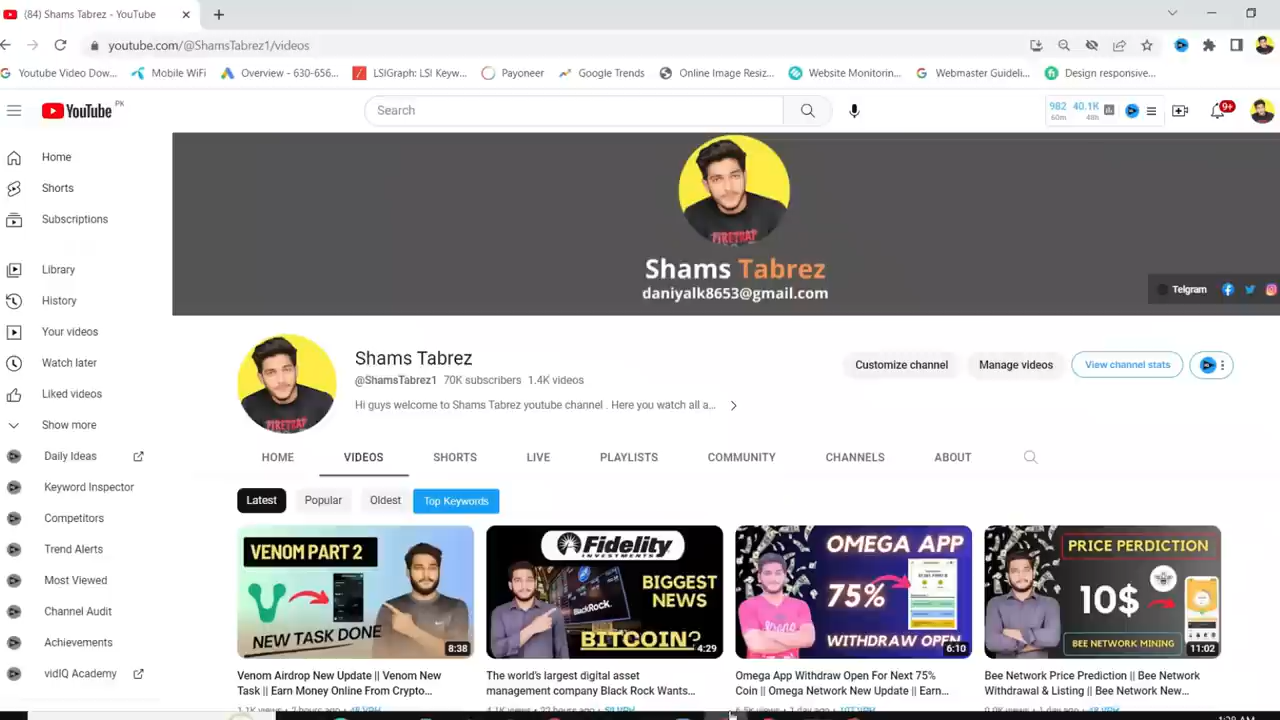 (84) Shams Tabrez - YouTube
youtube.com/@ShamsTabrez1/videos
Youtube Video Dow...
Mobile WiFi
Overview - 630-656...
LSIGraph: LSI Keyw...
Payoneer
Google Trends
Online Image Resiz...
Website Monitorin...
Webmaster Guideli...
Design responsive...
YouTube PK
Search
982 40.1K
60m 48h
9+
Home
Shorts
Subscriptions
Library
History
Your videos
Watch later
Liked videos
Show more
Daily Ideas
Keyword Inspector
Competitors
Trend Alerts
Most Viewed
Channel Audit
Achievements
vidIQ Academy
FIRETRAP
Shams Tabrez
daniyalk8653@gmail.com
Telgram
Shams Tabrez
@ShamsTabrez1 70K subscribers 1.4K videos
Hi guys welcome to Shams Tabrez youtube channel . Here you watch all a...
Customize channel
Manage videos
View channel stats
HOME
VIDEOS
SHORTS
LIVE
PLAYLISTS
COMMUNITY
CHANNELS
ABOUT
Latest
Popular
Oldest
Top Keywords
VENOM PART 2
NEW TASK DONE
8:38
Venom Airdrop New Update || Venom New
Task || Earn Money Online From Crypto...
Fidelity
INVESTMENTS
BlackRock.
BIGGEST
NEWS
BITCOIN?
4:29
The world's largest digital asset
management company Black Rock Wants...
OMEGA APP
75%
WITHDRAW OPEN
6:10
Omega App Withdraw Open For Next 75%
Coin || Omega Network New Update || Earn...
PRICE PERDICTION
10$
BEE NETWORK MINING
11:02
Bee Network Price Prediction || Bee Network
Withdrawal & Listing || Bee Network New...